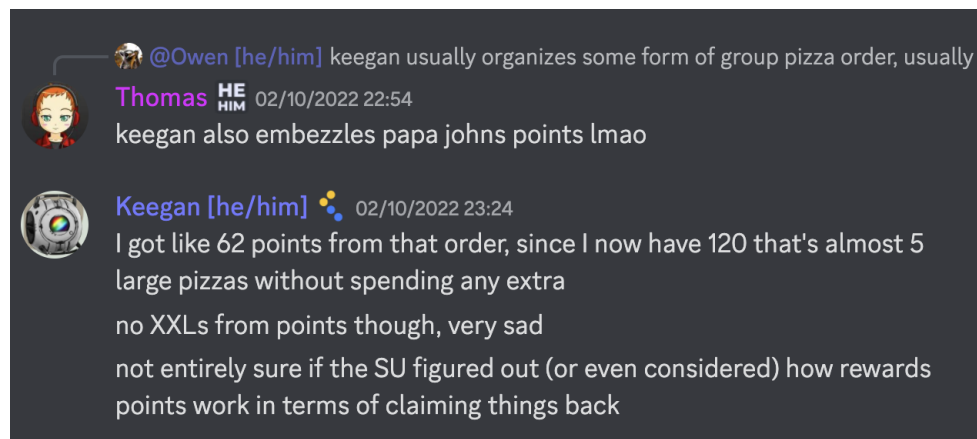 @Owen [he/him] keegan usually organizes some form of group pizza order, usually
Thomas HE HIM 02/10/2022 22:54
keegan also embezzles papa johns points lmao
Keegan [he/him] 02/10/2022 23:24
I got like 62 points from that order, since I now have 120 that's almost 5
large pizzas without spending any extra
no XXLs from points though, very sad
not entirely sure if the SU figured out (or even considered) how rewards
points work in terms of claiming things back